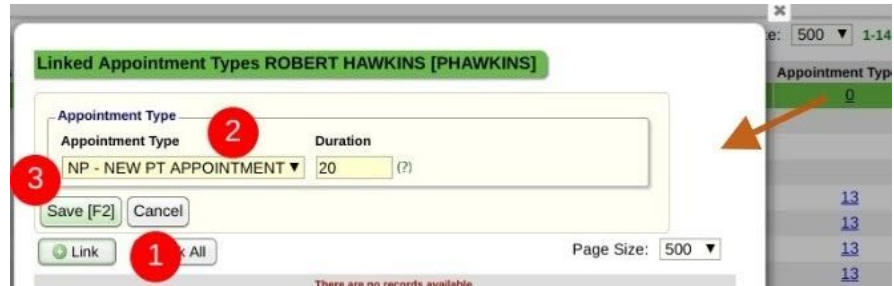 e: 500 ▼ 1-14
Linked Appointment Types ROBERT HAWKINS [PHAWKINS]
Appointment Typ
0
Appointment Type
Appointment Type 2 Duration
NP - NEW PT APPOINTMENT ▼ 20 (?)
3
13
Save [F2] Cancel
13
Link 1 All Page Size: 500 ▼
13
There are no records available
13